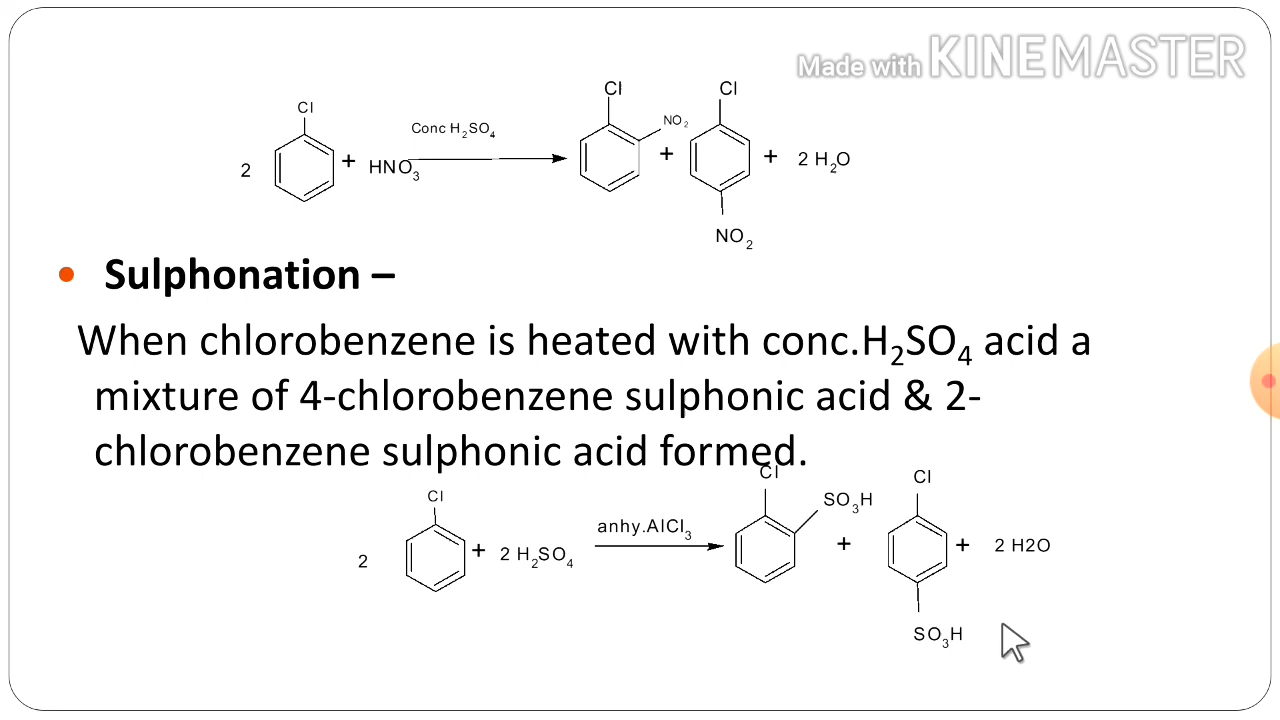 Made with KINEMASTER
Cl Cl Cl
Conc H2SO4 NO2
2 + HNO3 + + 2 H2O
NO2
• Sulphonation –
When chlorobenzene is heated with conc.H2SO4 acid a
mixture of 4-chlorobenzene sulphonic acid & 2-
chlorobenzene sulphonic acid formed.
Cl Cl Cl
anhy.AlCl3 SO3H
2 + 2 H2SO4 + + 2 H2O
SO3H